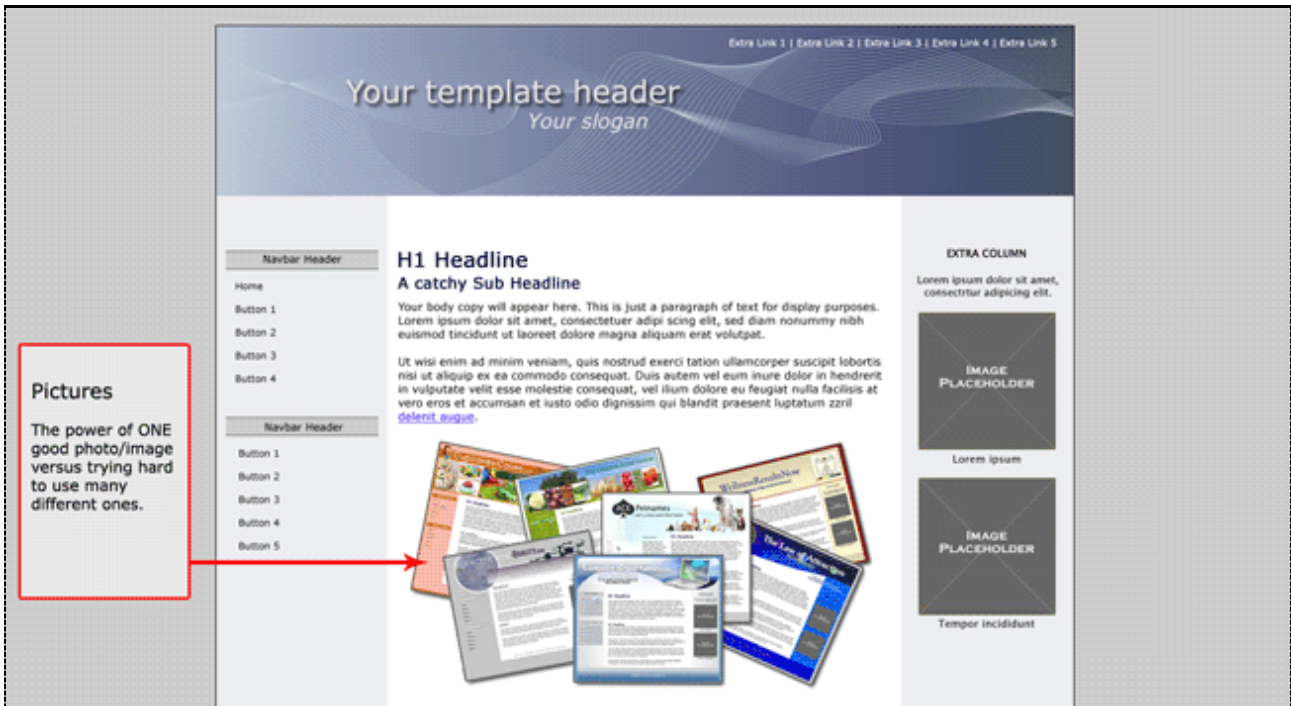 Extra Link 1 | Extra Link 2 | Extra Link 3 | Extra Link 4 | Extra Link 5
Your template header
Your slogan
Pictures
The power of ONE
good photo/image
versus trying hard
to use many
different ones.
Navbar Header
Home
Button 1
Button 2
Button 3
Button 4
Navbar Header
Button 1
Button 2
Button 3
Button 4
Button 5
H1 Headline
A catchy Sub Headline
Your body copy will appear here. This is just a paragraph of text for display purposes.
Lorem ipsum dolor sit amet, consectetuer adipi scing elit, sed diam nonummy nibh
euismod tincidunt ut laoreet dolore magna aliquam erat volutpat.
Ut wisi enim ad minim veniam, quis nostrud exerci tation ullamcorper suscipit lobortis
nisi ut aliquip ex ea commodo consequat. Duis autem vel eum inure dolor in hendrerit
in vulputate velit esse molestie consequat, vel ilium dolore eu feugiat nulla facilisis at
vero eros et accumsan et iusto odio dignissim qui blandit praesent luptatum zzril
delenit augue.
WellnessResultsNow
Petnames
The Law of Attraction
EXTRA COLUMN
Lorem ipsum dolor sit amet,
consectrtur adipicing elit.
IMAGE
PLACEHOLDER
Lorem ipsum
IMAGE
PLACEHOLDER
Tempor incididunt